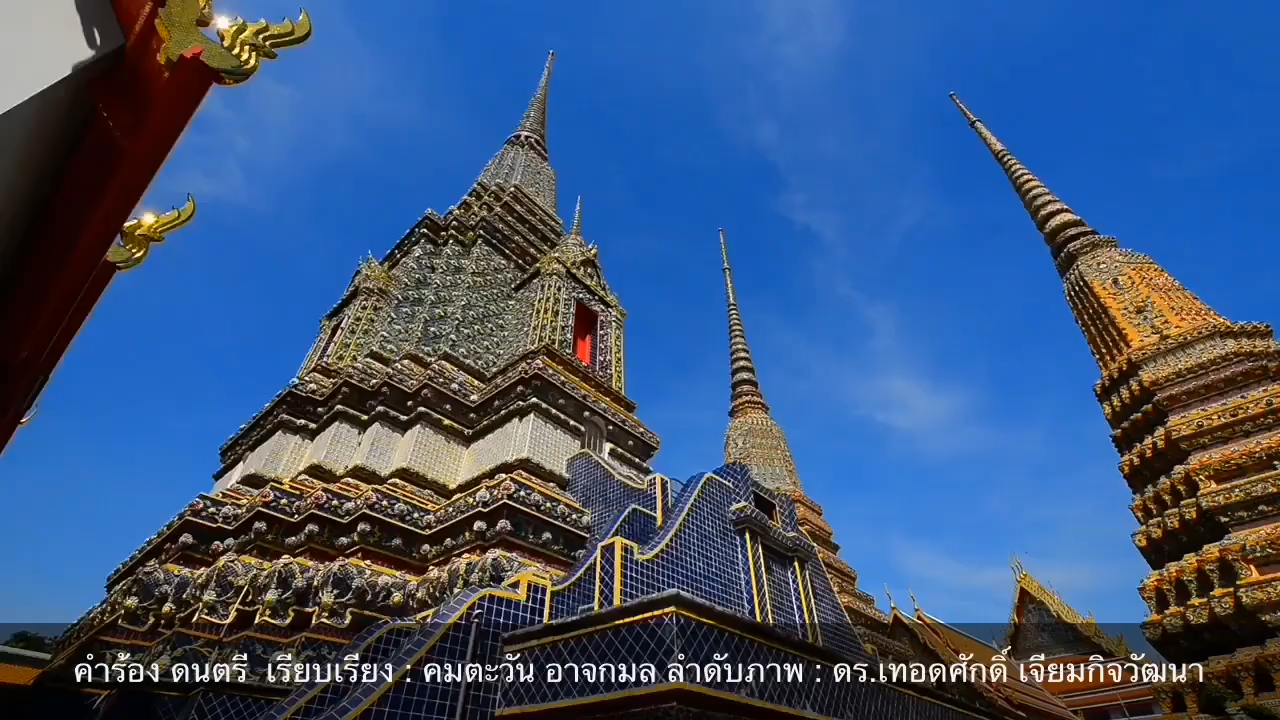 คำร้อง ดนตรี เรียบเรียง : คมตะวัน อาจกมล ลำดับภาพ : ดร.เทอดศักดิ์ เจียมกิจวัฒนา